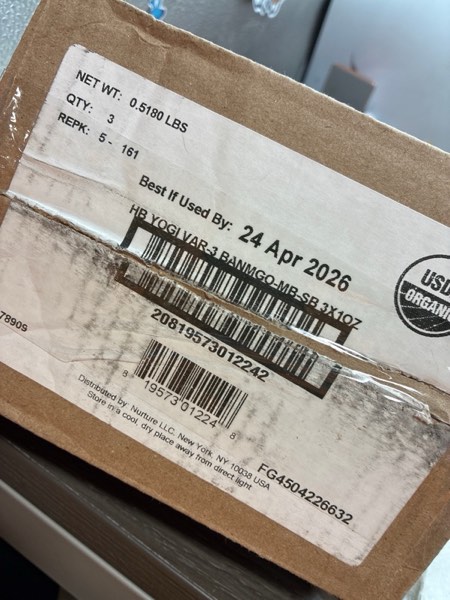 NET WT: 0.5180 LBS
QTY: 3
REPK: 5 - 161
Best If Used By: 24 Apr 2026
HB YOGI VAR-3 BANMGO-MB-SB 3X1OZ
20819573012242
USD
ORGANI
78909
8 19573 01224 8
Distributed by: Nurture LLC. New York, NY 10038 USA
Store in a cool, dry place away from direct light
FG4504226632